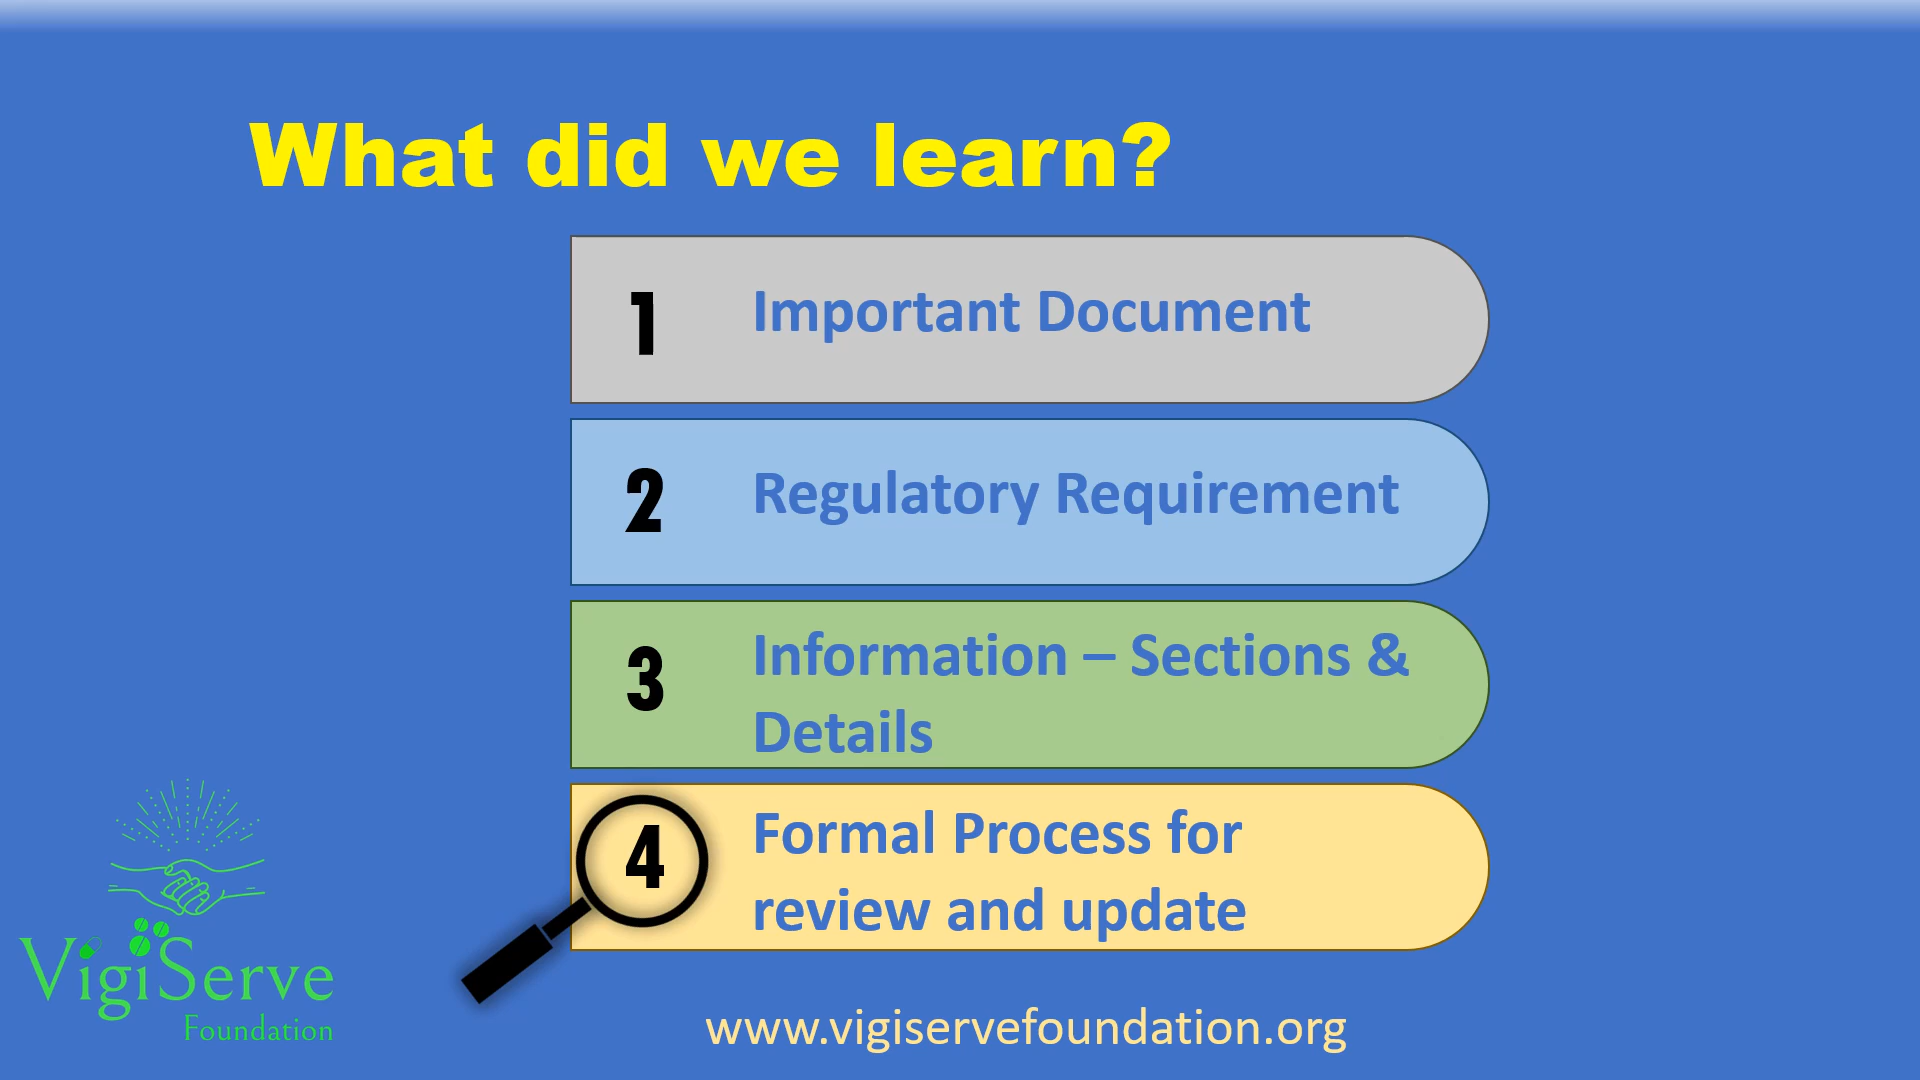 What did we learn?
1 Important Document
2 Regulatory Requirement
3 Information – Sections &
Details
4 Formal Process for
review and update
VigiServe
Foundation
www.vigiservefoundation.org